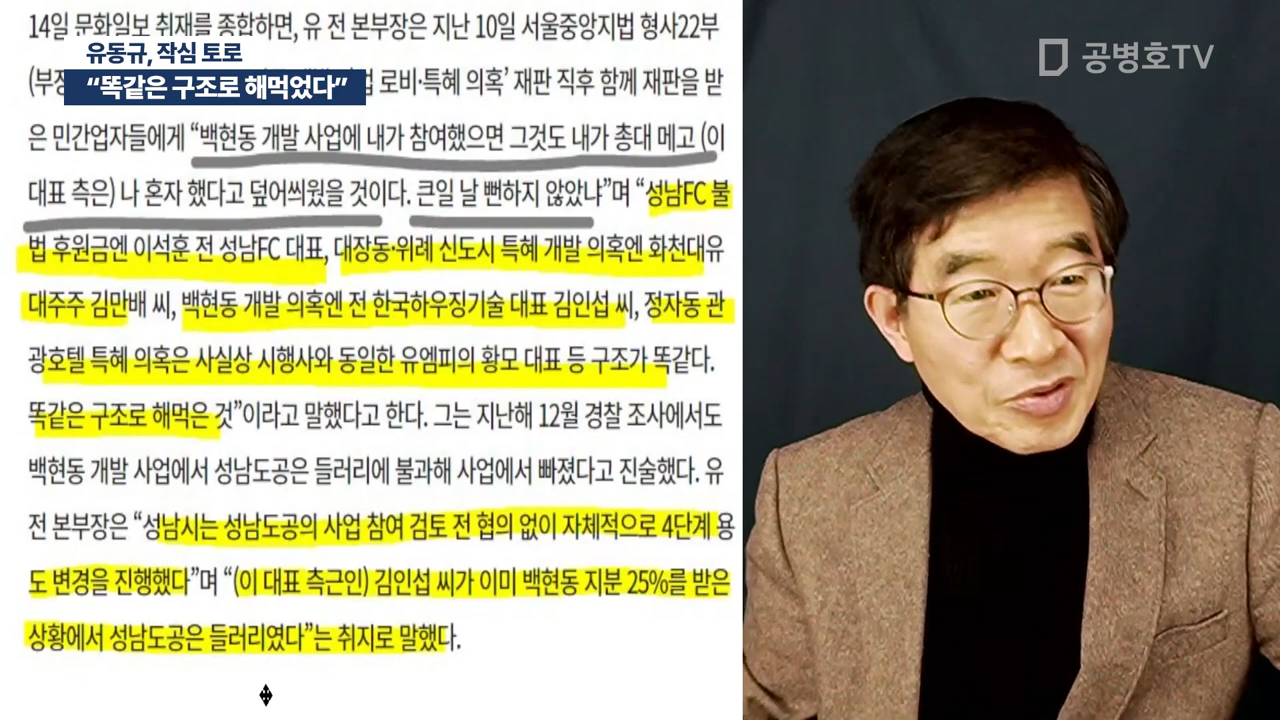 14일 문화일보 취재를 종합하면, 유 전 본부장은 지난 10일 서울중앙지법 형사22부
유동규, 작심 토로
“똑같은 구조로 해먹었다”
공병호TV
(부장 로비·특혜 의혹’ 재판 직후 함께 재판을 받
은 민간업자들에게 “백현동 개발 사업에 내가 참여했으면 그것도 내가 총대 메고 (이
대표 측은) 나 혼자 했다고 덮어씌웠을 것이다. 큰일 날 뻔하지 않았냐”며 “성남FC 불
법 후원금엔 이석훈 전 성남FC 대표, 대장동·위례 신도시 특혜 개발 의혹엔 화천대유
대주주 김만배 씨, 백현동 개발 의혹엔 전 한국하우징기술 대표 김인섭 씨, 정자동 관
광호텔 특혜 의혹은 사실상 시행사와 동일한 유엠피의 황모 대표 등 구조가 똑같다.
똑같은 구조로 해먹은 것”이라고 말했다고 한다. 그는 지난해 12월 경찰 조사에서도
백현동 개발 사업에서 성남도공은 들러리에 불과해 사업에서 빠졌다고 진술했다. 유
전 본부장은 “성남시는 성남도공의 사업 참여 검토 전 협의 없이 자체적으로 4단계 용
도 변경을 진행했다”며 “(이 대표 측근인) 김인섭 씨가 이미 백현동 지분 25%를 받은
상황에서 성남도공은 들러리였다”는 취지로 말했다.